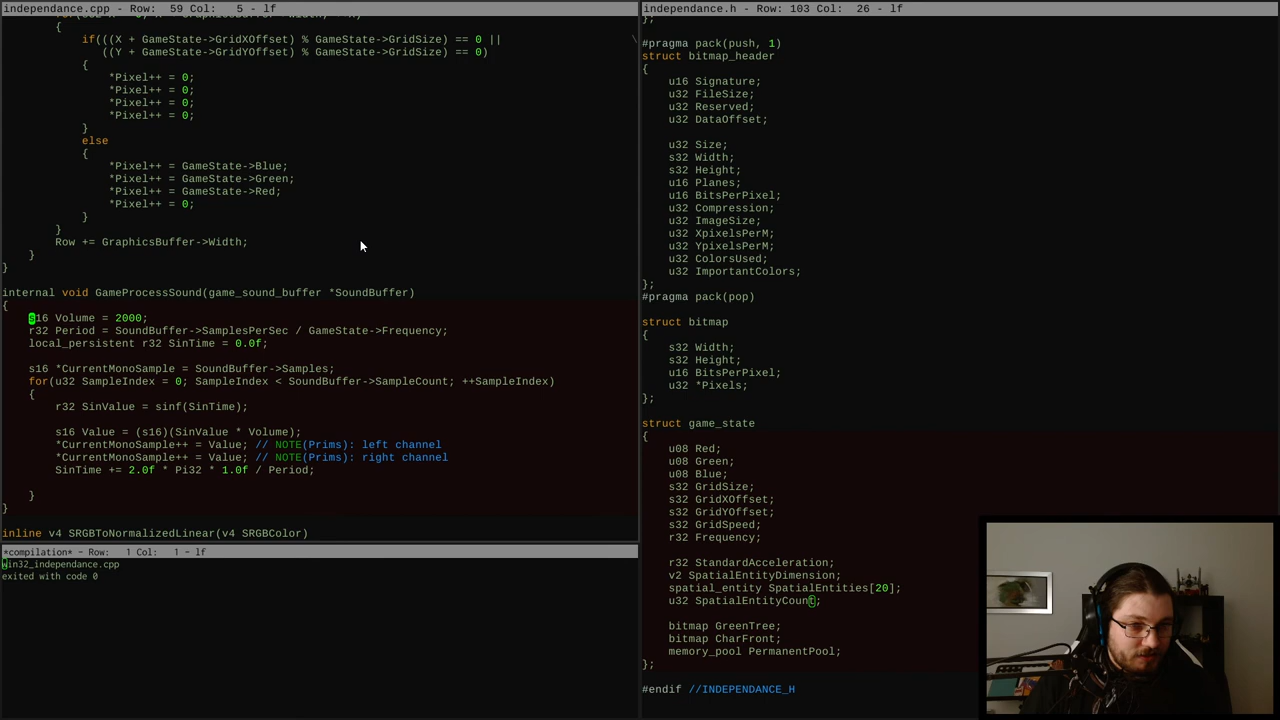 independance.cpp - Row:  59 Col:   5 - lf
    {
        if(((X + GameState->GridXOffset) % GameState->GridSize) == 0 ||                    \
           ((Y + GameState->GridYOffset) % GameState->GridSize) == 0)
        {
            *Pixel++ = 0;
            *Pixel++ = 0;
            *Pixel++ = 0;
            *Pixel++ = 0;
        }
        else
        {
            *Pixel++ = GameState->Blue;
            *Pixel++ = GameState->Green;
            *Pixel++ = GameState->Red;
            *Pixel++ = 0;
        }
    }
    Row += GraphicsBuffer->Width;
}
}
internal void GameProcessSound(game_sound_buffer *SoundBuffer)
{
    s16 Volume = 2000;
    r32 Period = SoundBuffer->SamplesPerSec / GameState->Frequency;
    local_persistent r32 SinTime = 0.0f;
    s16 *CurrentMonoSample = SoundBuffer->Samples;
    for(u32 SampleIndex = 0; SampleIndex < SoundBuffer->SampleCount; ++SampleIndex)
    {
        r32 SinValue = sinf(SinTime);
        s16 Value = (s16)(SinValue * Volume);
        *CurrentMonoSample++ = Value; // NOTE(Prims): left channel
        *CurrentMonoSample++ = Value; // NOTE(Prims): right channel
        SinTime += 2.0f * Pi32 * 1.0f / Period;
    }
}
inline v4 SRGBToNormalizedLinear(v4 SRGBColor)
*compilation* - Row:   1 Col:   1 - lf
win32_independance.cpp
exited with code 0
independance.h - Row: 103 Col:  26 - lf
};
#pragma pack(push, 1)
struct bitmap_header
{
    u16 Signature;
    u32 FileSize;
    u32 Reserved;
    u32 DataOffset;
    u32 Size;
    s32 Width;
    s32 Height;
    u16 Planes;
    u16 BitsPerPixel;
    u32 Compression;
    u32 ImageSize;
    u32 XpixelsPerM;
    u32 YpixelsPerM;
    u32 ColorsUsed;
    u32 ImportantColors;
};
#pragma pack(pop)
struct bitmap
{
    s32 Width;
    s32 Height;
    u16 BitsPerPixel;
    u32 *Pixels;
};
struct game_state
{
    u08 Red;
    u08 Green;
    u08 Blue;
    s32 GridSize;
    s32 GridXOffset;
    s32 GridYOffset;
    s32 GridSpeed;
    r32 Frequency;
    r32 StandardAcceleration;
    v2 SpatialEntityDimension;
    spatial_entity SpatialEntities[20];
    u32 SpatialEntityCount;
    bitmap GreenTree;
    bitmap CharFront;
    memory_pool PermanentPool;
};
#endif //INDEPENDANCE_H